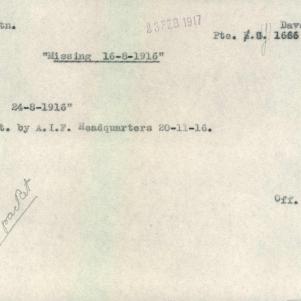 tn.
23 FEB 1917
Dav
Pte. J. 1666
"Missing 16-8-1916"
24-8-1916"
t. by A.I.F. Headquarters 20-11-16.
Off.
packet